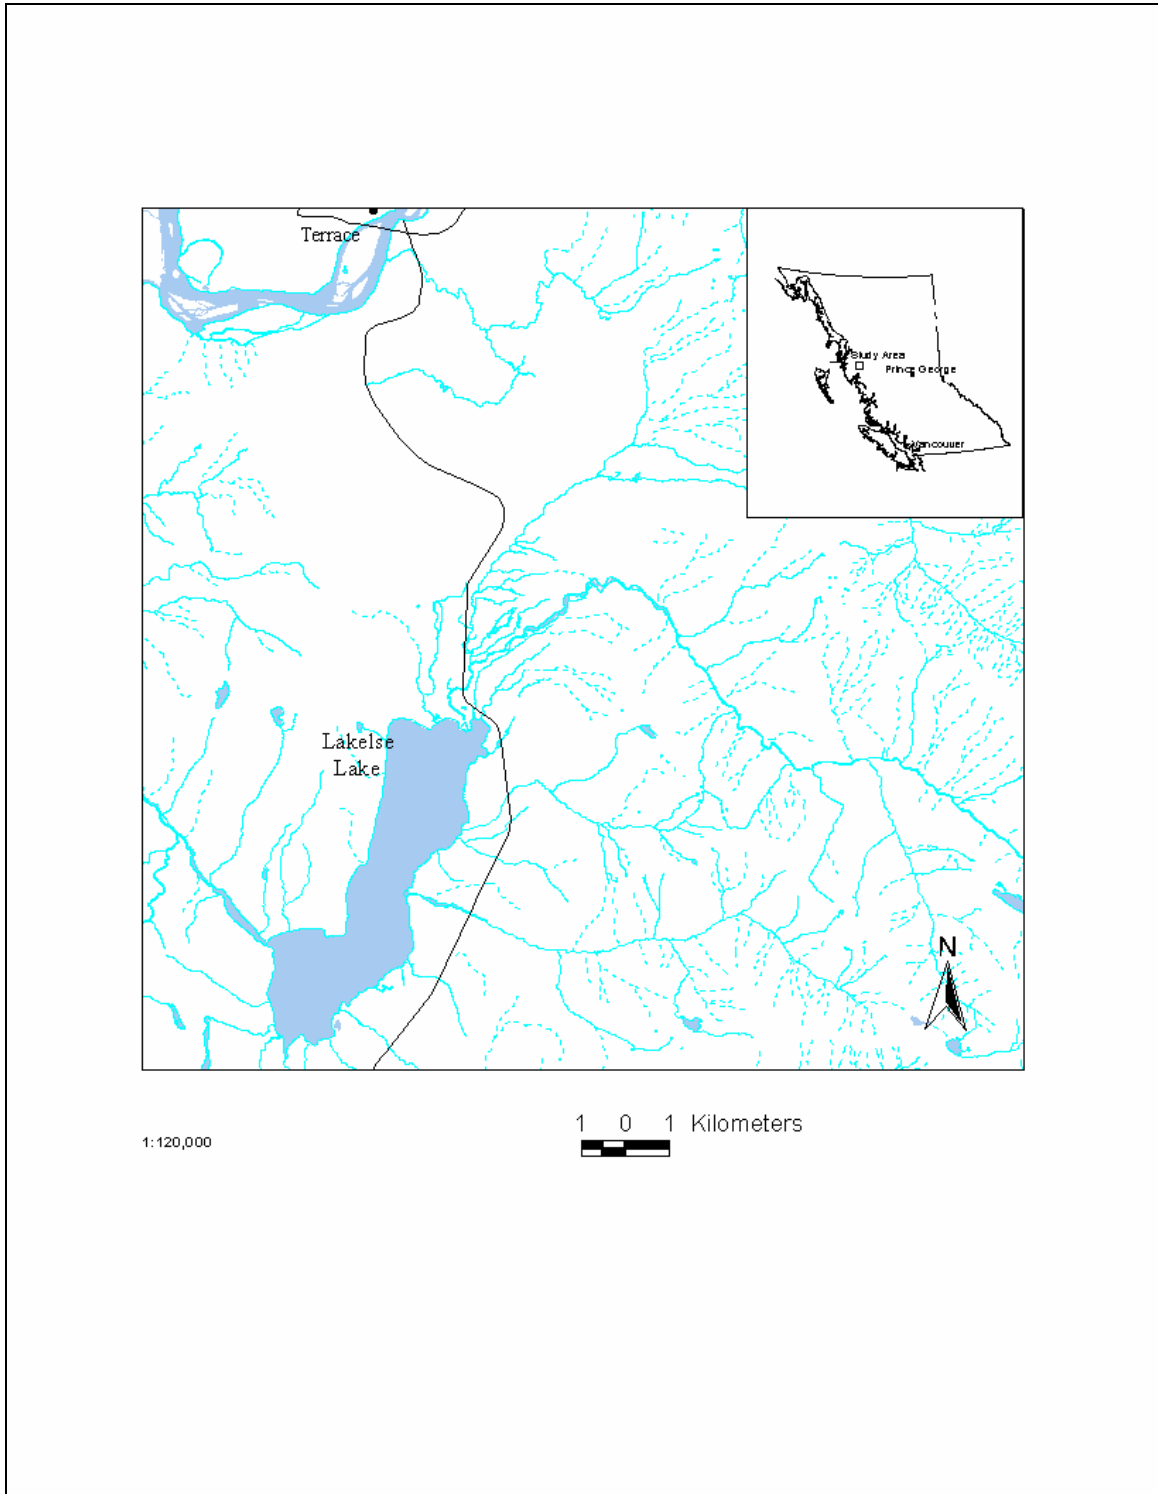 Terrace
Study Area
Prince George
Vancouver
Lakelse
Lake
N
1 0 1 Kilometers
1:120,000